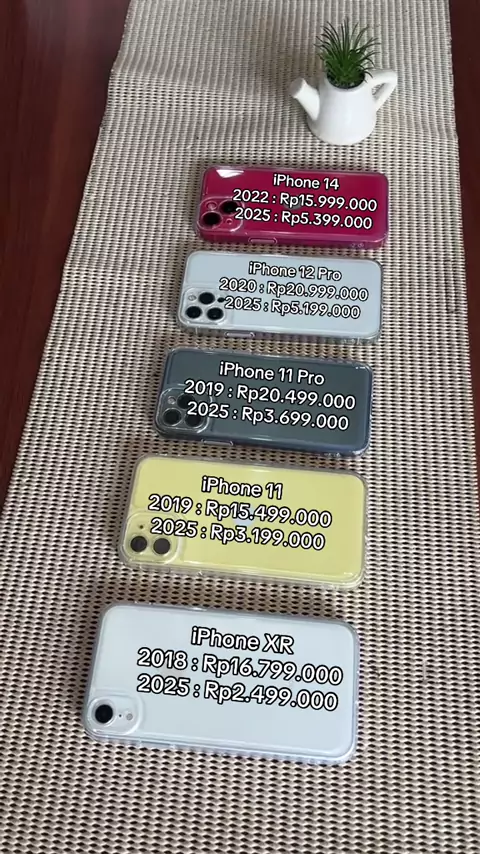 iPhone 14
2022 : Rp15.999.000
2025 : Rp5.399.000
iPhone 12 Pro
2020 : Rp20.999.000
2025 : Rp5.199.000
iPhone 11 Pro
2019 : Rp20.499.000
2025 : Rp3.699.000
iPhone 11
2019 : Rp15.499.000
2025 : Rp3.199.000
iPhone XR
2018 : Rp16.799.000
2025 : Rp2.499.000